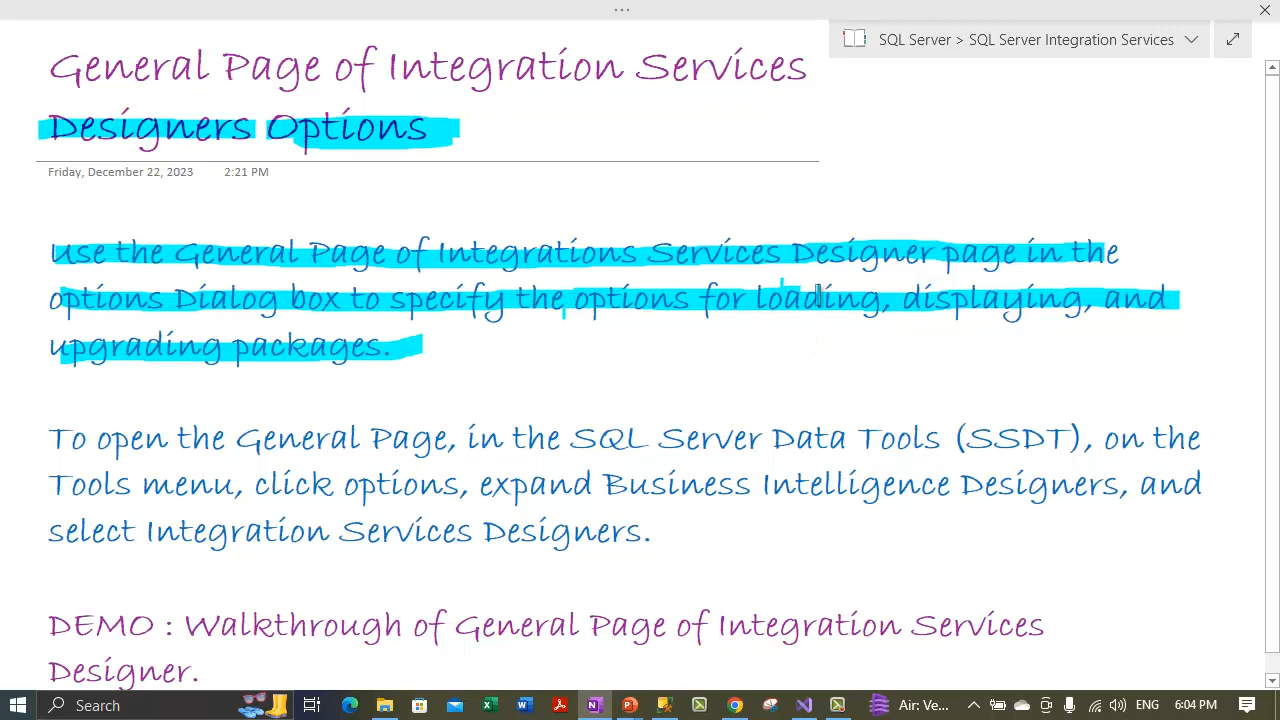 SQL Server > SQL Server Integration Services
General Page of Integration Services
Designers Options
Friday, December 22, 2023 2:21 PM
Use the General Page of Integrations Services Designer page in the
options Dialog box to specify the options for loading, displaying, and
upgrading packages.
To open the General Page, in the SQL Server Data Tools (SSDT), on the
Tools menu, click options, expand Business Intelligence Designers, and
select Integration Services Designers.
DEMO : Walkthrough of General Page of Integration Services
Designer.
Search Air: Ve... ENG 6:04 PM